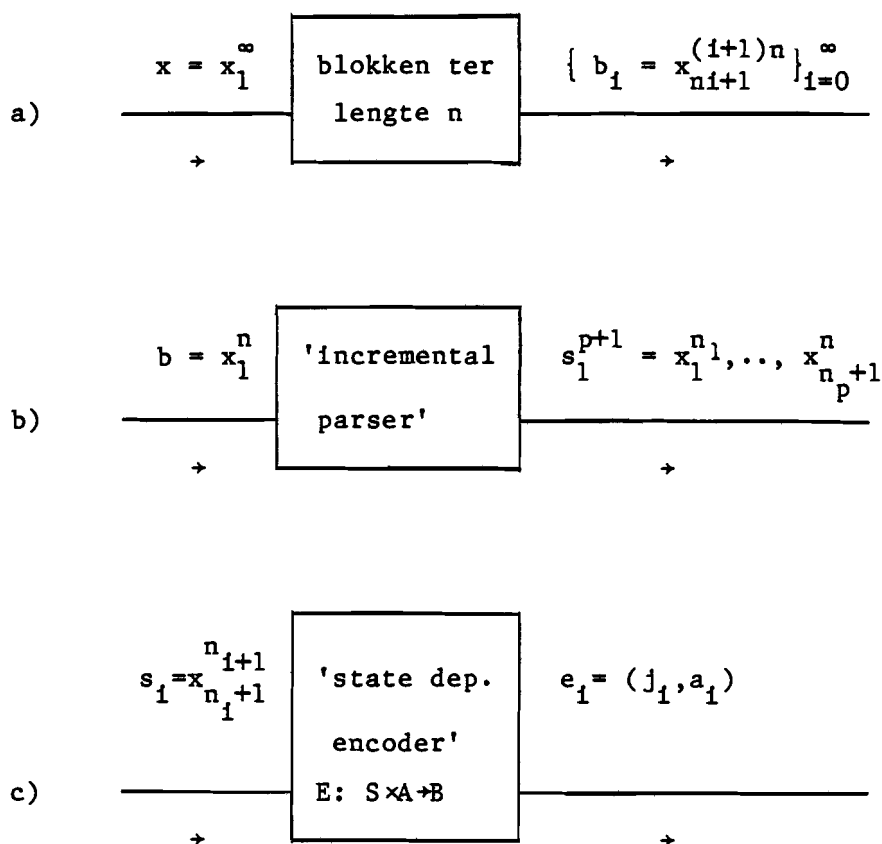 a) x = x_1^∞ → blokken ter lengte n { b_i = x_{ni+1}^{(i+1)n} }_{i=0}^∞ →
b) b = x_1^n → 'incremental parser' s_1^{p+1} = x_1^{n_1},.., x_{n_p+1}^n →
c) s_i=x_{n_i+1}^{n_{i+1}} → 'state dep. encoder' E: S×A→B e_i= (j_i,a_i) →